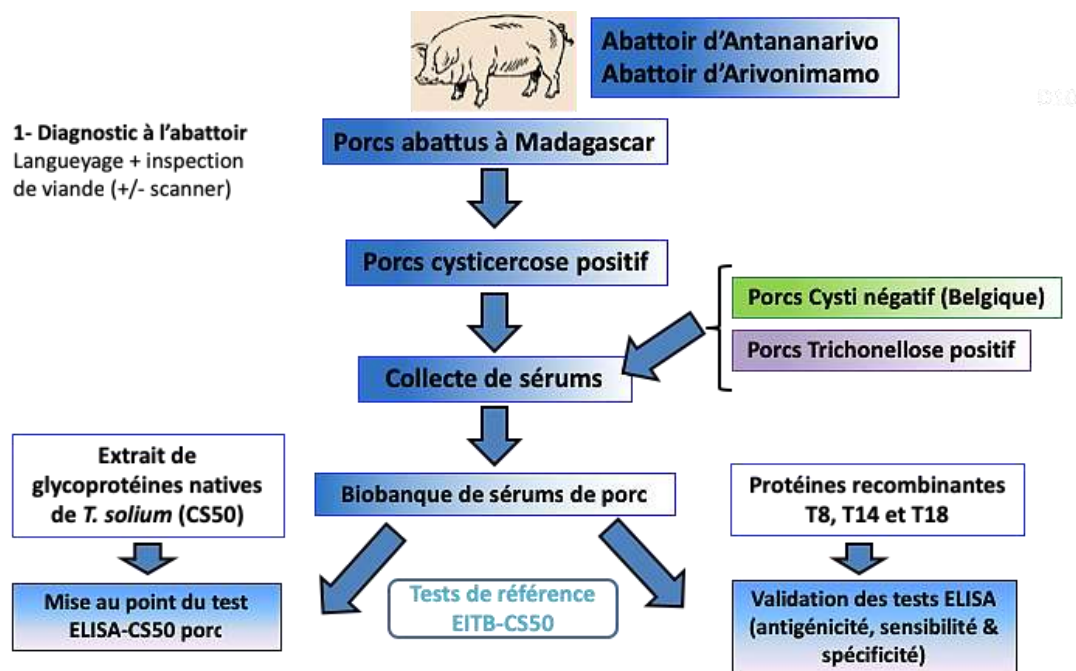 Abattoir d'Antananarivo
Abattoir d'Arivonimamo
1- Diagnostic à l'abattoir
Langueyage + inspection
de viande (+/- scanner)
Porcs abattus à Madagascar
Porcs cysticercose positif
Porcs Cysti négatif (Belgique)
Porcs Trichonellose positif
Collecte de sérums
Extrait de
glycoprotéines natives
de T. solium (CS50)
Biobanque de sérums de porc
Protéines recombinantes
T8, T14 et T18
Mise au point du test
ELISA-CS50 porc
Tests de référence
EITB-CS50
Validation des tests ELISA
(antigénicité, sensibilité &
spécificité)